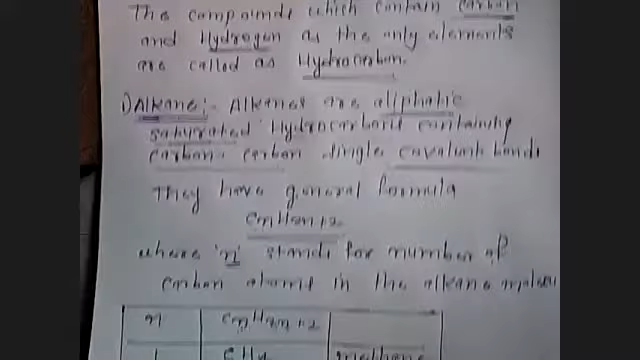 The compounds which contain carbon
and Hydrogen as the only elements
are called as Hydrocarbon.
1) Alkane:- Alkanes are aliphatic
saturated Hydrocarbons containing
carbon-carbon single covalent bonds
They have general formula
CnH2n+2
where 'n' stands for number of
carbon atoms in the alkane molecu
n CnH2n+2
1 CH4 methane